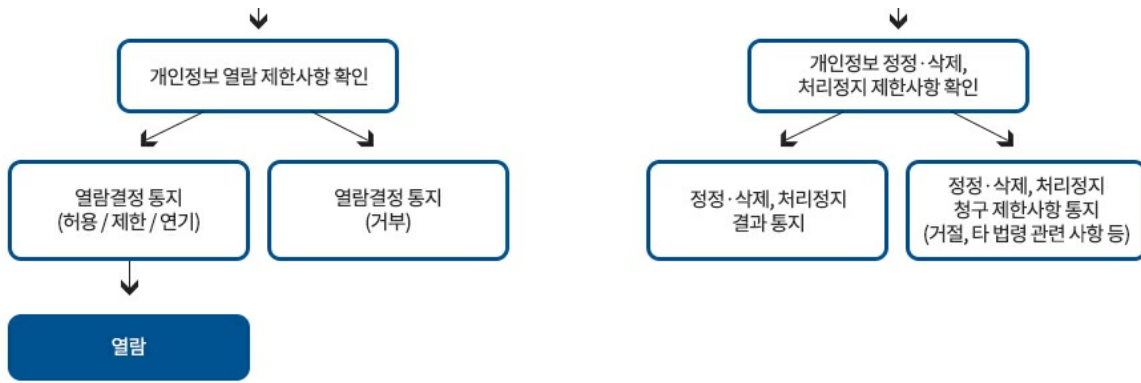 개인정보 열람 제한사항 확인
열람결정 통지
(허용 / 제한 / 연기)
열람결정 통지
(거부)
열람
개인정보 정정·삭제,
처리정지 제한사항 확인
정정·삭제, 처리정지
결과 통지
정정·삭제, 처리정지
청구 제한사항 통지
(거절, 타 법령 관련 사항 등)